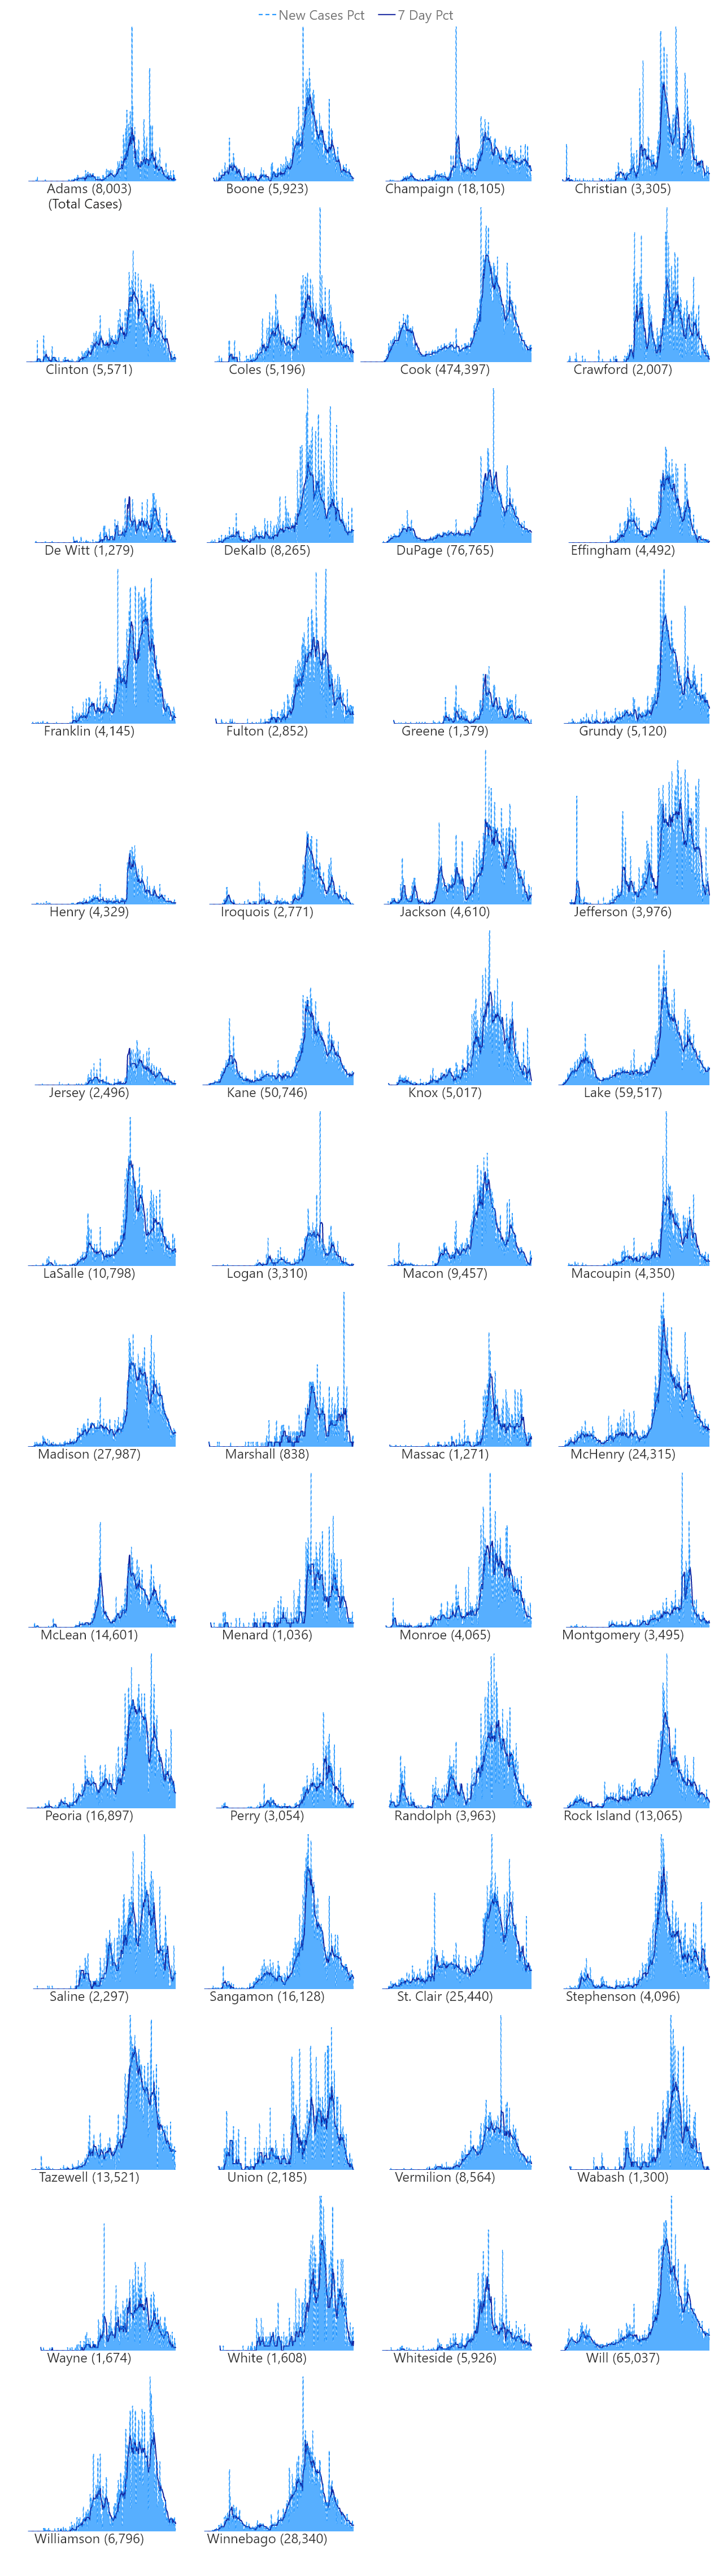 New Cases Pct 7 Day Pct
Adams (8,003) Boone (5,923) Champaign (18,105) Christian (3,305)
(Total Cases)
Clinton (5,571) Coles (5,196) Cook (474,397) Crawford (2,007)
De Witt (1,279) DeKalb (8,265) DuPage (76,765) Effingham (4,492)
Franklin (4,145) Fulton (2,852) Greene (1,379) Grundy (5,120)
Henry (4,329) Iroquois (2,771) Jackson (4,610) Jefferson (3,976)
Jersey (2,496) Kane (50,746) Knox (5,017) Lake (59,517)
LaSalle (10,798) Logan (3,310) Macon (9,457) Macoupin (4,350)
Madison (27,987) Marshall (838) Massac (1,271) McHenry (24,315)
McLean (14,601) Menard (1,036) Monroe (4,065) Montgomery (3,495)
Peoria (16,897) Perry (3,054) Randolph (3,963) Rock Island (13,065)
Saline (2,297) Sangamon (16,128) St. Clair (25,440) Stephenson (4,096)
Tazewell (13,521) Union (2,185) Vermilion (8,564) Wabash (1,300)
Wayne (1,674) White (1,608) Whiteside (5,926) Will (65,037)
Williamson (6,796) Winnebago (28,340)